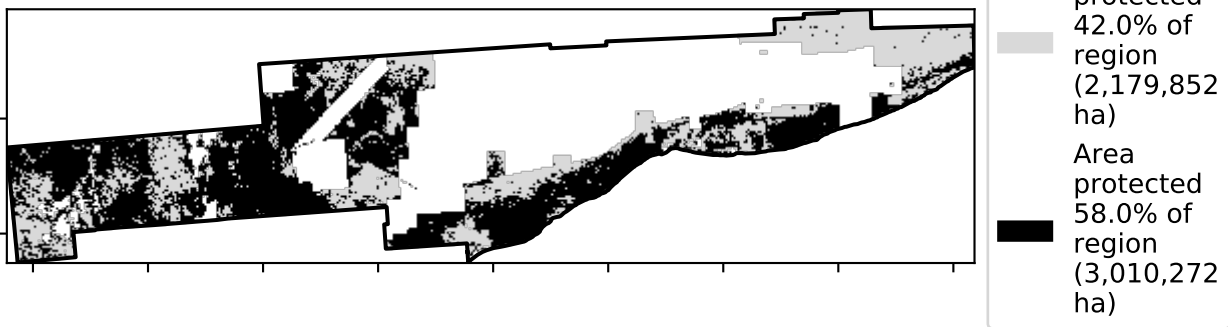 protected
42.0% of
region
(2,179,852
ha)
Area
protected
58.0% of
region
(3,010,272
ha)